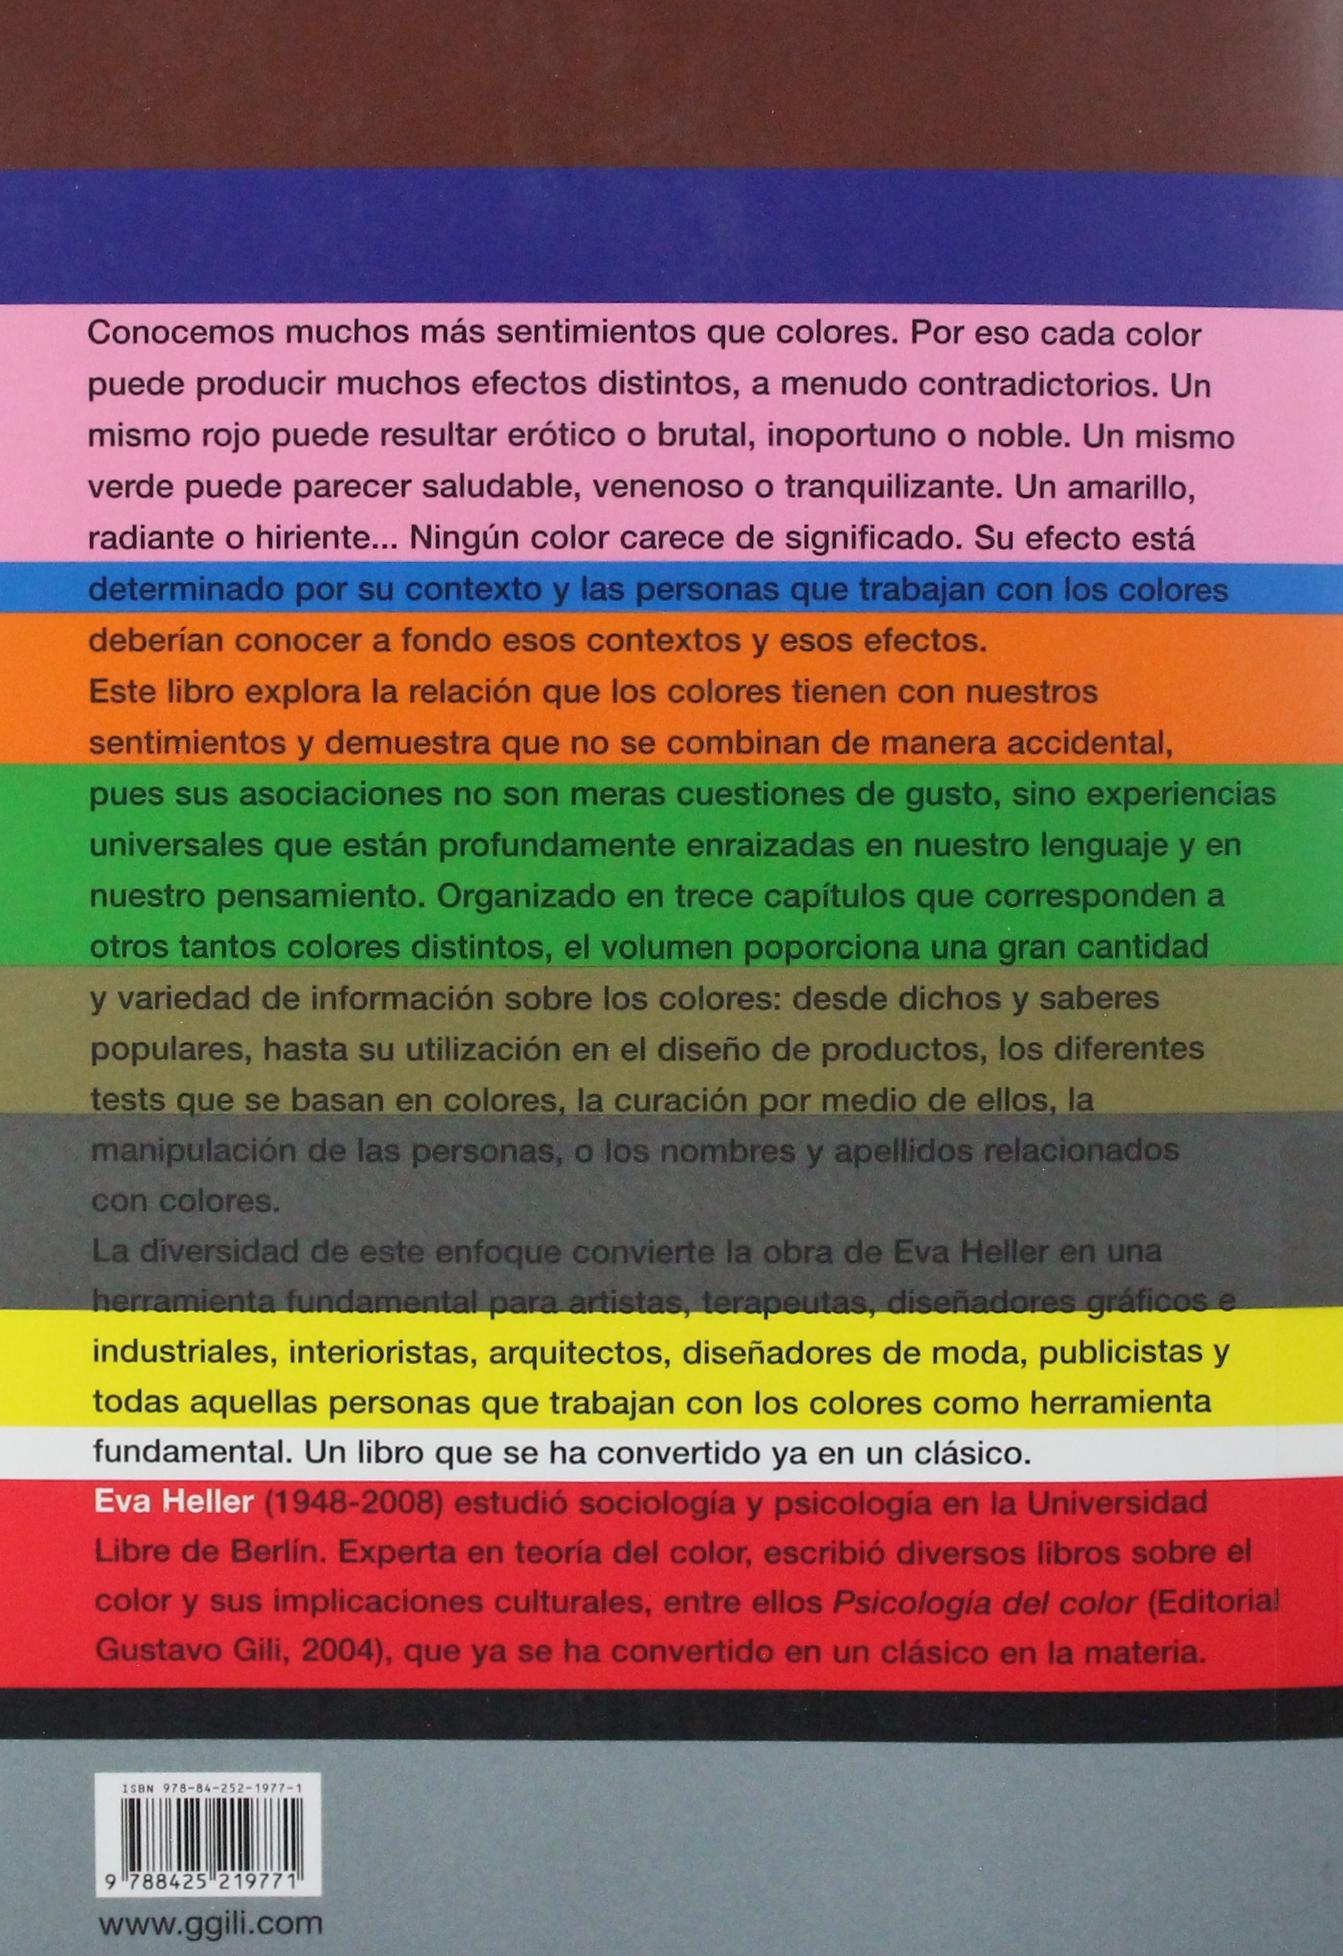 Conocemos muchos más sentimientos que colores. Por eso cada color
puede producir muchos efectos distintos, a menudo contradictorios. Un
mismo rojo puede resultar erótico o brutal, inoportuno o noble. Un mismo
verde puede parecer saludable, venenoso o tranquilizante. Un amarillo,
radiante o hiriente... Ningún color carece de significado. Su efecto está
determinado por su contexto y las personas que trabajan con los colores
deberían conocer a fondo esos contextos y esos efectos.
Este libro explora la relación que los colores tienen con nuestros
sentimientos y demuestra que no se combinan de manera accidental,
pues sus asociaciones no son meras cuestiones de gusto, sino experiencias
universales que están profundamente enraizadas en nuestro lenguaje y en
nuestro pensamiento. Organizado en trece capítulos que corresponden a
otros tantos colores distintos, el volumen poporciona una gran cantidad
y variedad de información sobre los colores: desde dichos y saberes
populares, hasta su utilización en el diseño de productos, los diferentes
tests que se basan en colores, la curación por medio de ellos, la
manipulación de las personas, o los nombres y apellidos relacionados
con colores.
La diversidad de este enfoque convierte la obra de Eva Heller en una
herramienta fundamental para artistas, terapeutas, diseñadores gráficos e
industriales, interioristas, arquitectos, diseñadores de moda, publicistas y
todas aquellas personas que trabajan con los colores como herramienta
fundamental. Un libro que se ha convertido ya en un clásico.
Eva Heller (1948-2008) estudió sociología y psicología en la Universidad
Libre de Berlín. Experta en teoría del color, escribió diversos libros sobre el
color y sus implicaciones culturales, entre ellos Psicología del color (Editorial
Gustavo Gili, 2004), que ya se ha convertido en un clásico en la materia.
ISBN 978-84-252-1977-1
9 788425 219771
www.ggili.com